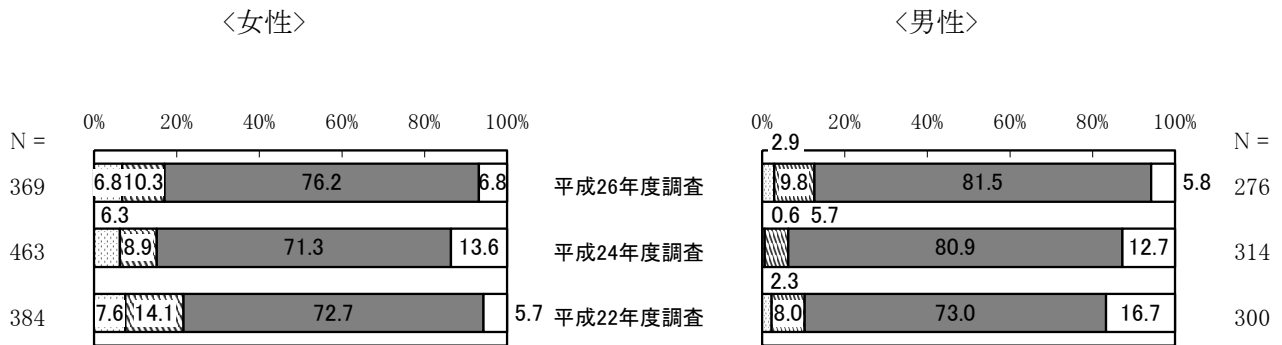 <女性> <男性>
0% 20% 40% 60% 80% 100% 0% 20% 40% 60% 80% 100%
N = 2.9 N =
369 6.8 10.3 76.2 6.8 平成26年度調査 9.8 81.5 5.8 276
6.3 0.6 5.7
463 8.9 71.3 13.6 平成24年度調査 80.9 12.7 314
2.3
384 7.6 14.1 72.7 5.7 平成22年度調査 8.0 73.0 16.7 300